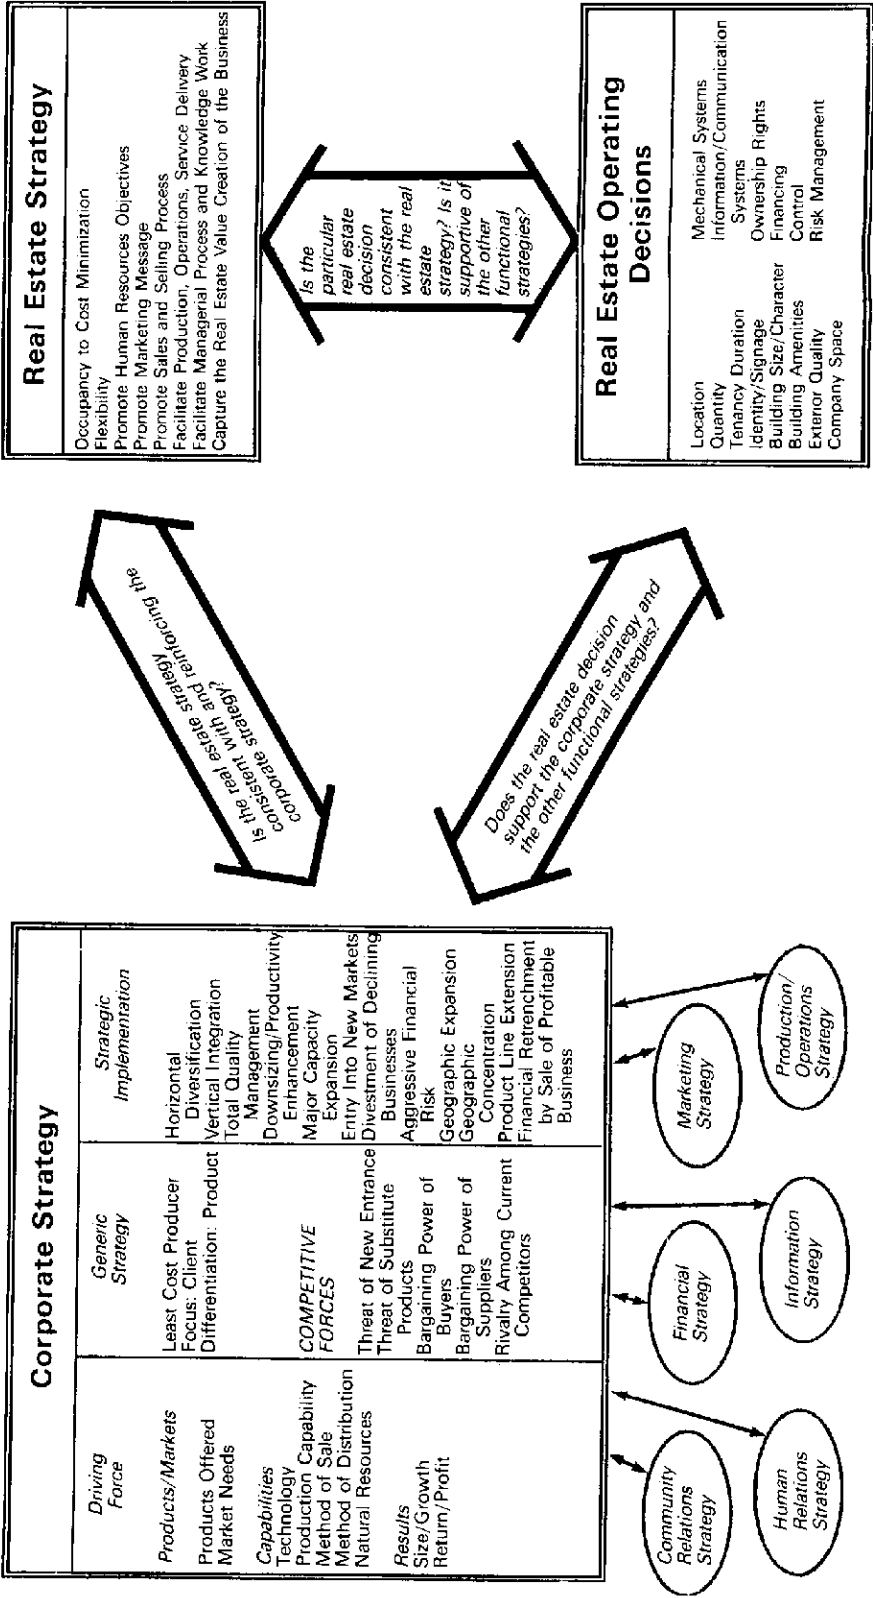 Corporate Strategy
Driving
Force
Products/Markets
Products Offered
Market Needs
Capabilities
Technology
Production Capability
Method of Sale
Method of Distribution
Natural Resources
Results
Size/Growth
Return/Profit
Generic
Strategy
Least Cost Producer
Focus: Client
Differentiation: Product
COMPETITIVE
FORCES
Threat of New Entrance
Threat of Substitute
Products
Bargaining Power of
Buyers
Bargaining Power of
Suppliers
Rivalry Among Current
Competitors
Strategic
Implementation
Horizontal
Diversification
Vertical Integration
Total Quality
Management
Downsizing/Productivity
Enhancement
Major Capacity
Expansion
Entry Into New Markets
Divestment of Declining
Businesses
Aggressive Financial
Risk
Geographic Expansion
Geographic
Concentration
Product Line Extension
Financial Retrenchment
by Sale of Profitable
Business
Community
Relations
Strategy
Human
Relations
Strategy
Financial
Strategy
Information
Strategy
Marketing
Strategy
Production/
Operations
Strategy
Is the real estate strategy
consistent with and reinforcing the
corporate strategy?
Does the real estate decision
support the corporate strategy and
the other functional strategies?
Real Estate Strategy
Occupancy to Cost Minimization
Flexibility
Promote Human Resources Objectives
Promote Marketing Message
Promote Sales and Selling Process
Facilitate Production, Operations, Service Delivery
Facilitate Managerial Process and Knowledge Work
Capture the Real Estate Value Creation of the Business
Is the
particular
real estate
decision
consistent
with the real
estate
strategy? Is it
supportive of
the other
functional
strategies?
Real Estate Operating
Decisions
Location
Quantity
Tenancy Duration
Identity/Signage
Building Size/Character
Building Amenities
Exterior Quality
Company Space
Mechanical Systems
Information/Communication
Systems
Ownership Rights
Financing
Control
Risk Management